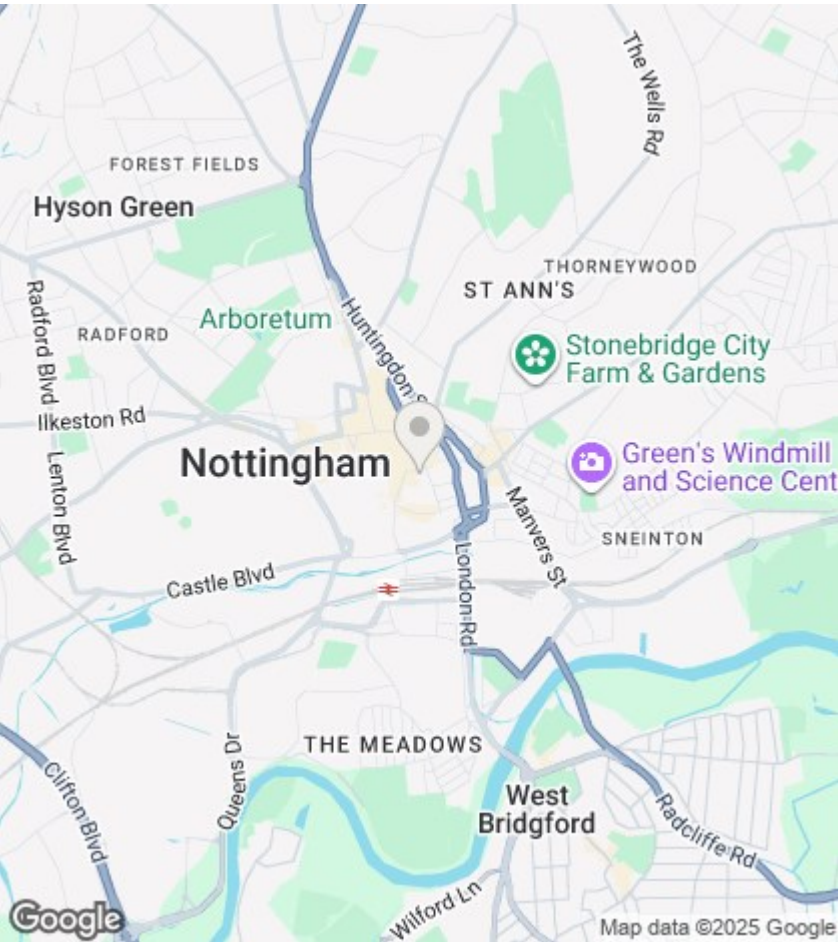 The Wells Rd
FOREST FIELDS
Hyson Green
THORNEYWOOD
ST ANN'S
Radford Blvd
RADFORD
Arboretum
Huntingdon S
Stonebridge City
Farm & Gardens
Ilkeston Rd
Nottingham
Green's Windmill
and Science Cent
Lenton Blvd
Manvers St
SNEINTON
Castle Blvd
London Rd
THE MEADOWS
Queens Dr
Clifton Blvd
West
Bridgford
Radcliffe Rd
Wilford Ln
Google
Map data ©2025 Google